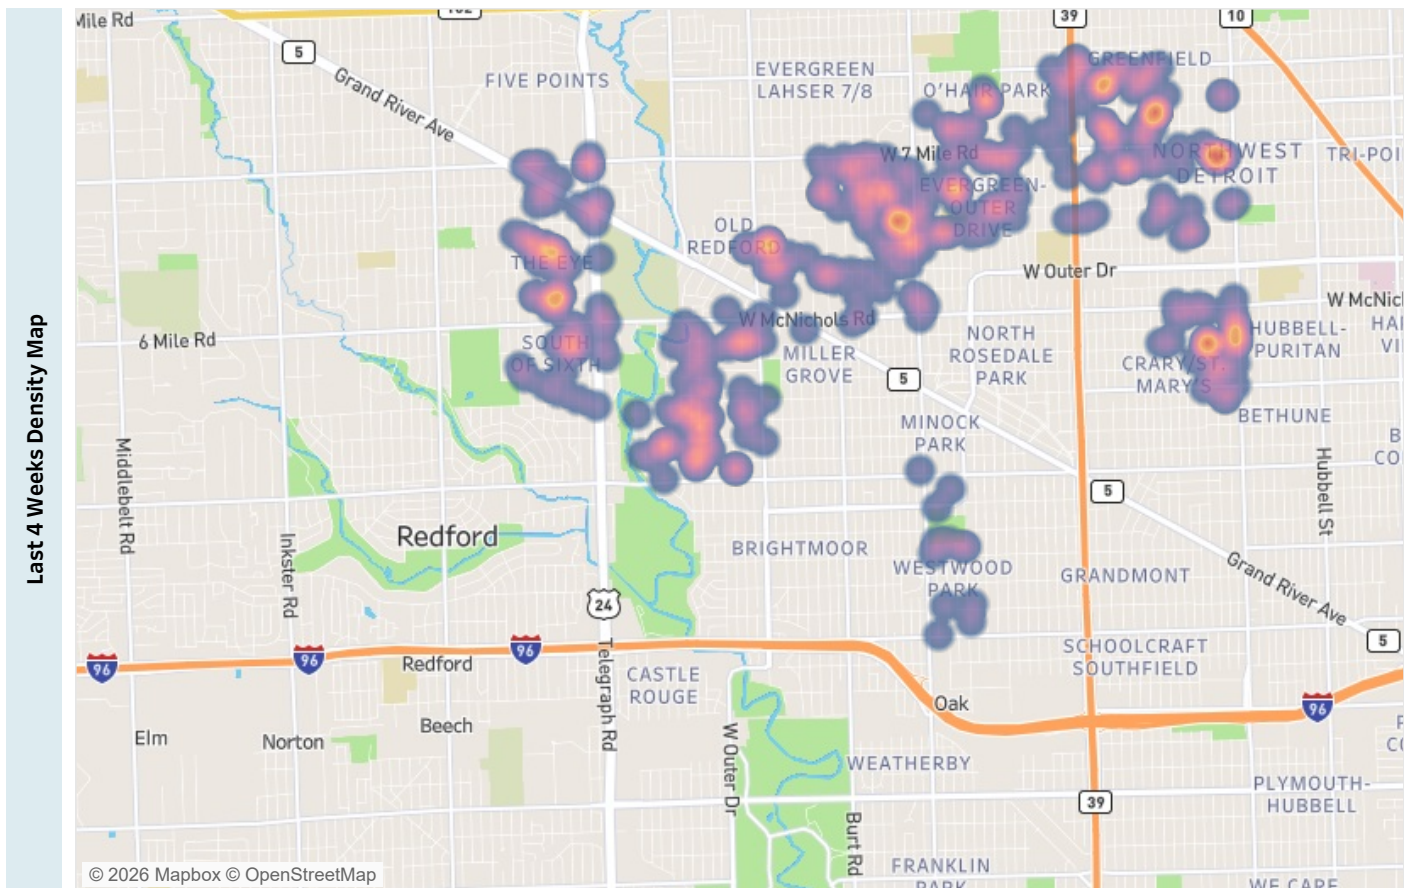 Last 4 Weeks Density Map
Mile Rd
5
Grand River Ave
FIVE POINTS
EVERGREEN
LAHSER 7/8
39
10
GREENFIELD
O'HAIR PARK
W 7 Mile Rd
NORTHWEST
DETROIT
EVERGREEN-
OUTER
DRIVE
OLD
REDFORD
THE EYE
W Outer Dr
6 Mile Rd
SOUTH
OF SIXTH
W McNichols Rd
MILLER
GROVE
NORTH
ROSEDALE
PARK
HUBBELL-
PURITAN
CRARY/ST.
MARY'S
5
BETHUNE
MINOCK
PARK
Middlebelt Rd
Hubbell St
5
Redford
Inkster Rd
BRIGHTMOOR
WESTWOOD
PARK
GRANDMONT
Grand River Ave
24
5
96
96
96
Redford
Telegraph Rd
CASTLE
ROUGE
SCHOOLCRAFT
SOUTHFIELD
Oak
96
Elm
Norton
Beech
W Outer Dr
WEATHERBY
PLYMOUTH-
HUBBELL
39
Burt Rd
FRANKLIN
PARK
WE CARE
© 2026 Mapbox © OpenStreetMap